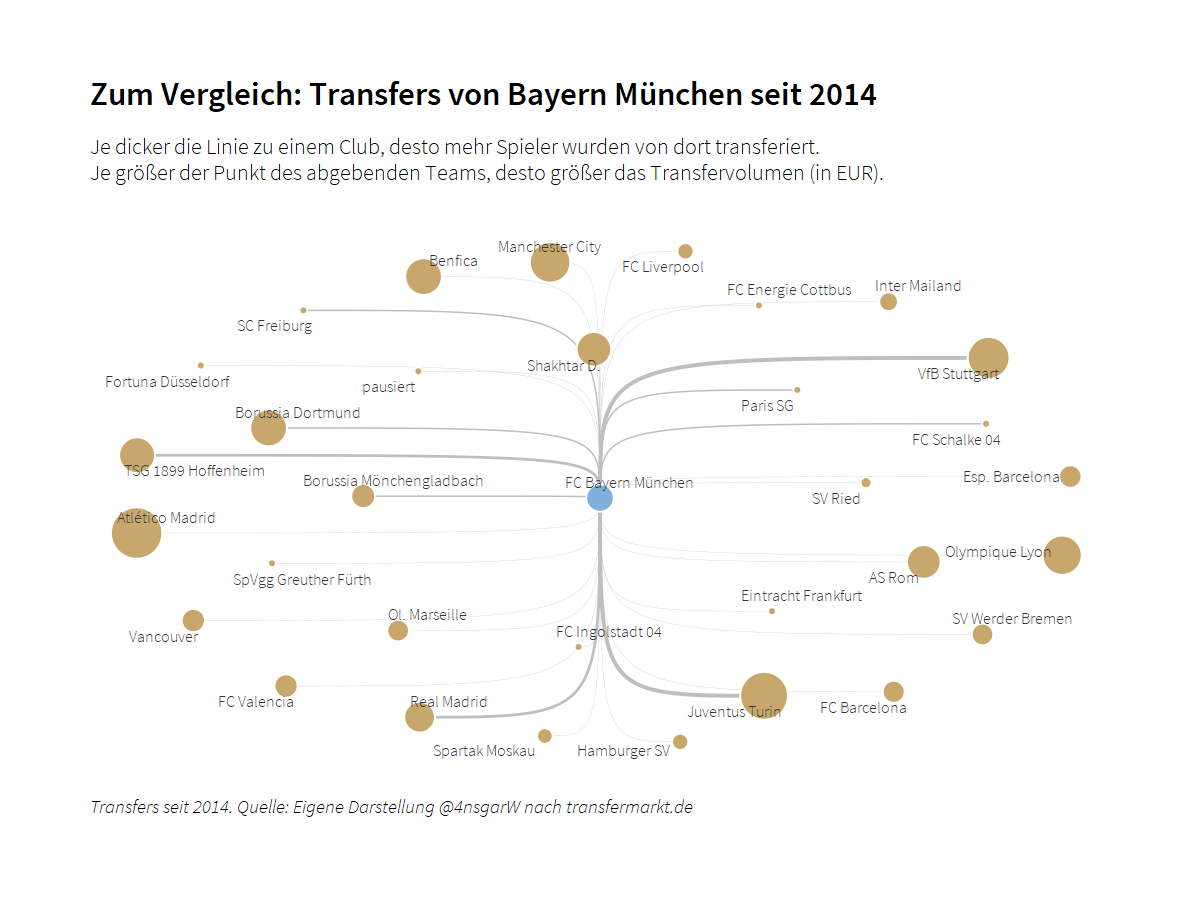 Zum Vergleich: Transfers von Bayern München seit 2014
Je dicker die Linie zu einem Club, desto mehr Spieler wurden von dort transferiert.
Je größer der Punkt des abgebenden Teams, desto größer das Transfervolumen (in EUR).
Manchester City
Benfica
FC Liverpool
FC Energie Cottbus
Inter Mailand
SC Freiburg
Shakhtar D.
VfB Stuttgart
Fortuna Düsseldorf
pausiert
Paris SG
Borussia Dortmund
FC Schalke 04
TSG 1899 Hoffenheim
Borussia Mönchengladbach
FC Bayern München
Esp. Barcelona
SV Ried
Atlético Madrid
Olympique Lyon
AS Rom
SpVgg Greuther Fürth
Eintracht Frankfurt
Ol. Marseille
SV Werder Bremen
Vancouver
FC Ingolstadt 04
FC Valencia
Real Madrid
Juventus Turin
FC Barcelona
Spartak Moskau
Hamburger SV
Transfers seit 2014. Quelle: Eigene Darstellung @4nsgarW nach transfermarkt.de